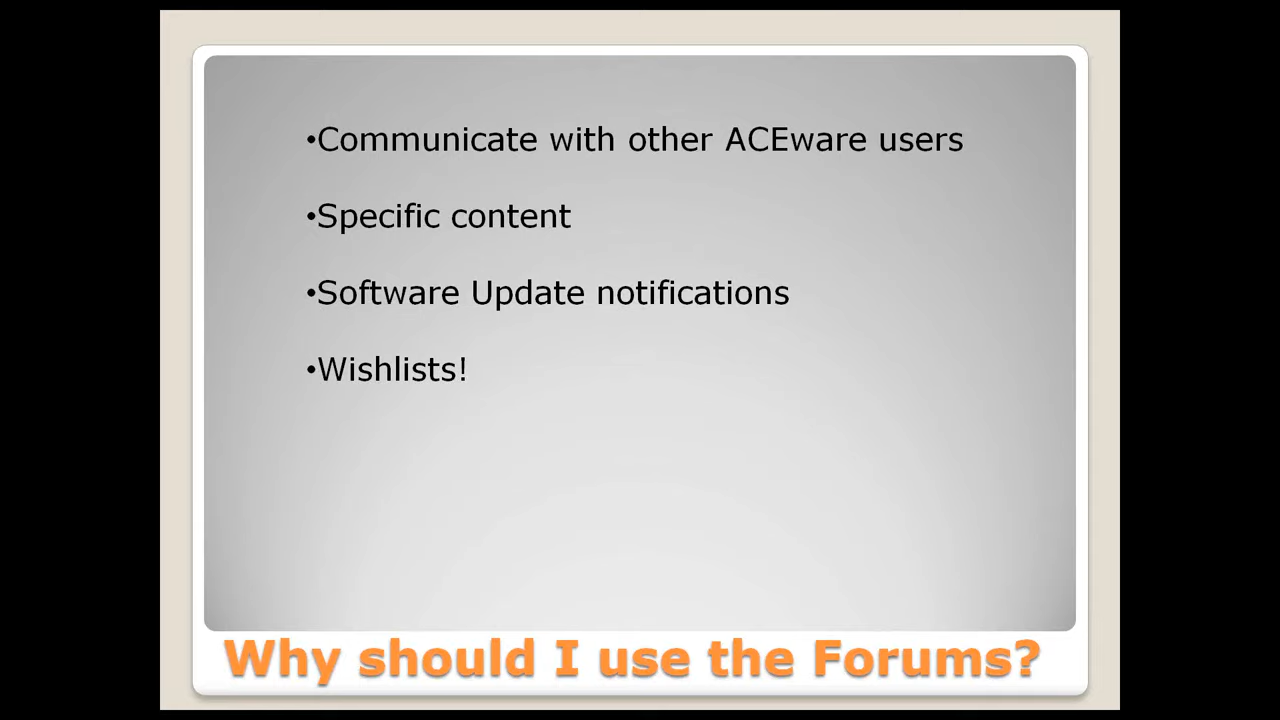 •Communicate with other ACEware users
•Specific content
•Software Update notifications
•Wishlists!
Why should I use the Forums?